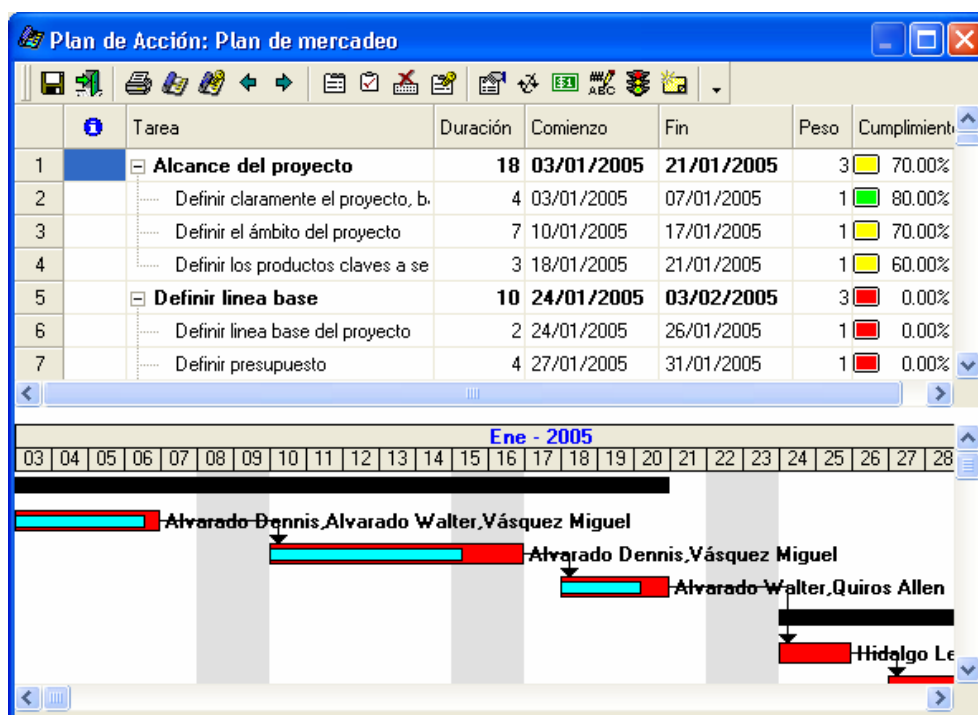 Plan de Acción: Plan de mercadeo
Tarea Duración Comienzo Fin Peso Cumplimient
1 Alcance del proyecto 18 03/01/2005 21/01/2005 3 70.00%
2 Definir claramente el proyecto, b 4 03/01/2005 07/01/2005 1 80.00%
3 Definir el ámbito del proyecto 7 10/01/2005 17/01/2005 1 70.00%
4 Definir los productos claves a se 3 18/01/2005 21/01/2005 1 60.00%
5 Definir linea base 10 24/01/2005 03/02/2005 3 0.00%
6 Definir linea base del proyecto 2 24/01/2005 26/01/2005 1 0.00%
7 Definir presupuesto 4 27/01/2005 31/01/2005 1 0.00%
Ene - 2005
03 04 05 06 07 08 09 10 11 12 13 14 15 16 17 18 19 20 21 22 23 24 25 26 27 28
Alvarado Dennis,Alvarado Walter,Vásquez Miguel
Alvarado Dennis,Vásquez Miguel
Alvarado Walter,Quiros Allen
Hidalgo Le